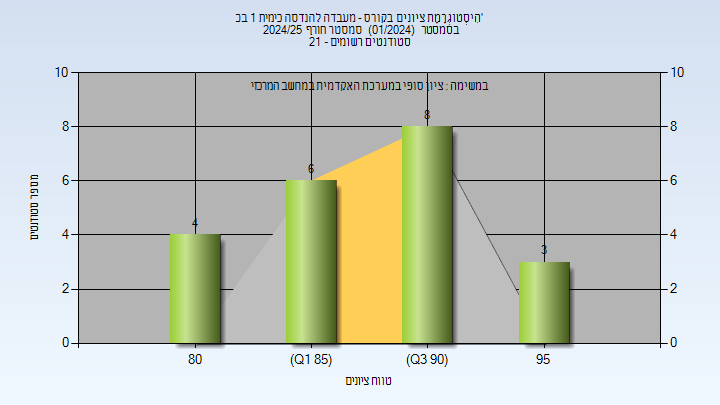 'היסטוגרמת ציונים בקורס - מעבדה להנדסה כימית 1 בכ
בסמסטר (01/2024) סמסטר חורף 2024/25
סטודנטים רשומים - 21
במשימה : ציון סופי במערכת האקדמית במחשב המרכזי
מספר סטודנטים
10 10
8 8
6 6
4 4
2 2
0 0
4 6 8 3
80 (Q1 85) (Q3 90) 95
טווח ציונים